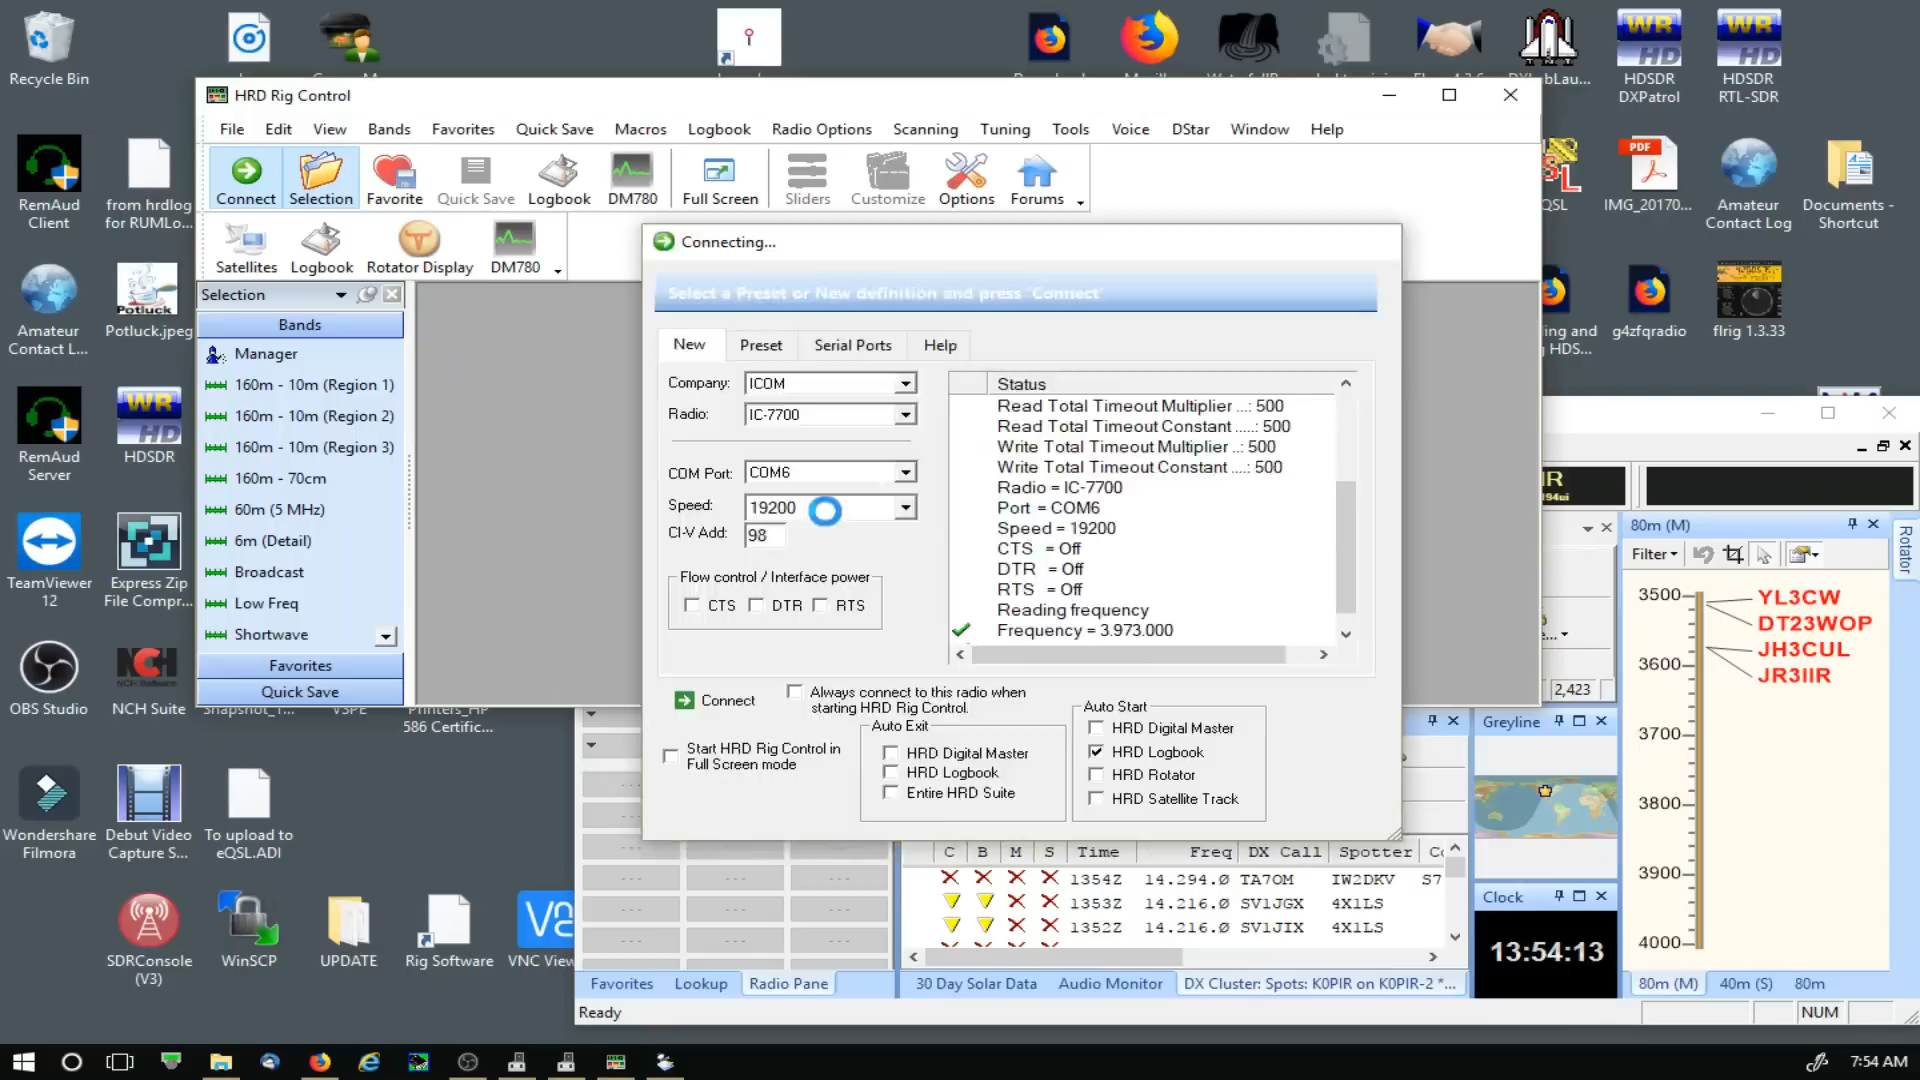 Recycle Bin
HDSDR
DXPatrol
HDSDR
RTL-SDR
HRD Rig Control
File Edit View Bands Favorites Quick Save Macros Logbook Radio Options Scanning Tuning Tools Voice DStar Window Help
Connect Selection Favorite Quick Save Logbook DM780 Full Screen Sliders Customize Options Forums
Satellites Logbook Rotator Display DM780
RemAud
Client
from hrdlog
for RUMLo...
IMG_20170...
Amateur
Contact Log
Documents -
Shortcut
Selection
Bands
Manager
160m - 10m (Region 1)
160m - 10m (Region 2)
160m - 10m (Region 3)
160m - 70cm
60m (5 MHz)
6m (Detail)
Broadcast
Low Freq
Shortwave
Favorites
Quick Save
Amateur
Contact L...
Potluck.jpeg
RemAud
Server
HDSDR
TeamViewer
12
Express Zip
File Compr...
OBS Studio
NCH Suite
586 Certific...
g4zfqradio
flrig 1.3.33
Connecting...
Select a Preset or New definition and press 'Connect'
New Preset Serial Ports Help
Company: ICOM
Radio: IC-7700
COM Port: COM6
Speed: 19200
CI-V Add: 98
Flow control / Interface power
CTS DTR RTS
Status
Read Total Timeout Multiplier ...: 500
Read Total Timeout Constant .....: 500
Write Total Timeout Multiplier ..: 500
Write Total Timeout Constant ....: 500
Radio = IC-7700
Port = COM6
Speed = 19200
CTS = Off
DTR = Off
RTS = Off
Reading frequency
Frequency = 3.973.000
Connect
Always connect to this radio when
starting HRD Rig Control.
Start HRD Rig Control in
Full Screen mode
Auto Exit
HRD Digital Master
HRD Logbook
Entire HRD Suite
Auto Start
HRD Digital Master
HRD Logbook
HRD Rotator
HRD Satellite Track
80m (M)
Rotator
Filter
3500
3600
3700
3800
3900
4000
YL3CW
DT23WOP
JH3CUL
JR3IIR
2,423
Greyline
Clock
13:54:13
80m (M) 40m (S) 80m
Wondershare
Filmora
Debut Video
Capture S...
To upload to
eQSL.ADI
SDRConsole
(V3)
WinSCP
UPDATE
Rig Software
VNC View
C B M S Time Freq DX Call Spotter
1354Z 14.294.0 TA7OM IW2DKV S7
1353Z 14.216.0 SV1JGX 4X1LS
1352Z 14.216.0 SV1JIX 4X1LS
Favorites Lookup Radio Pane
30 Day Solar Data Audio Monitor DX Cluster: Spots: K0PIR on K0PIR-2 *...
Ready
NUM
7:54 AM